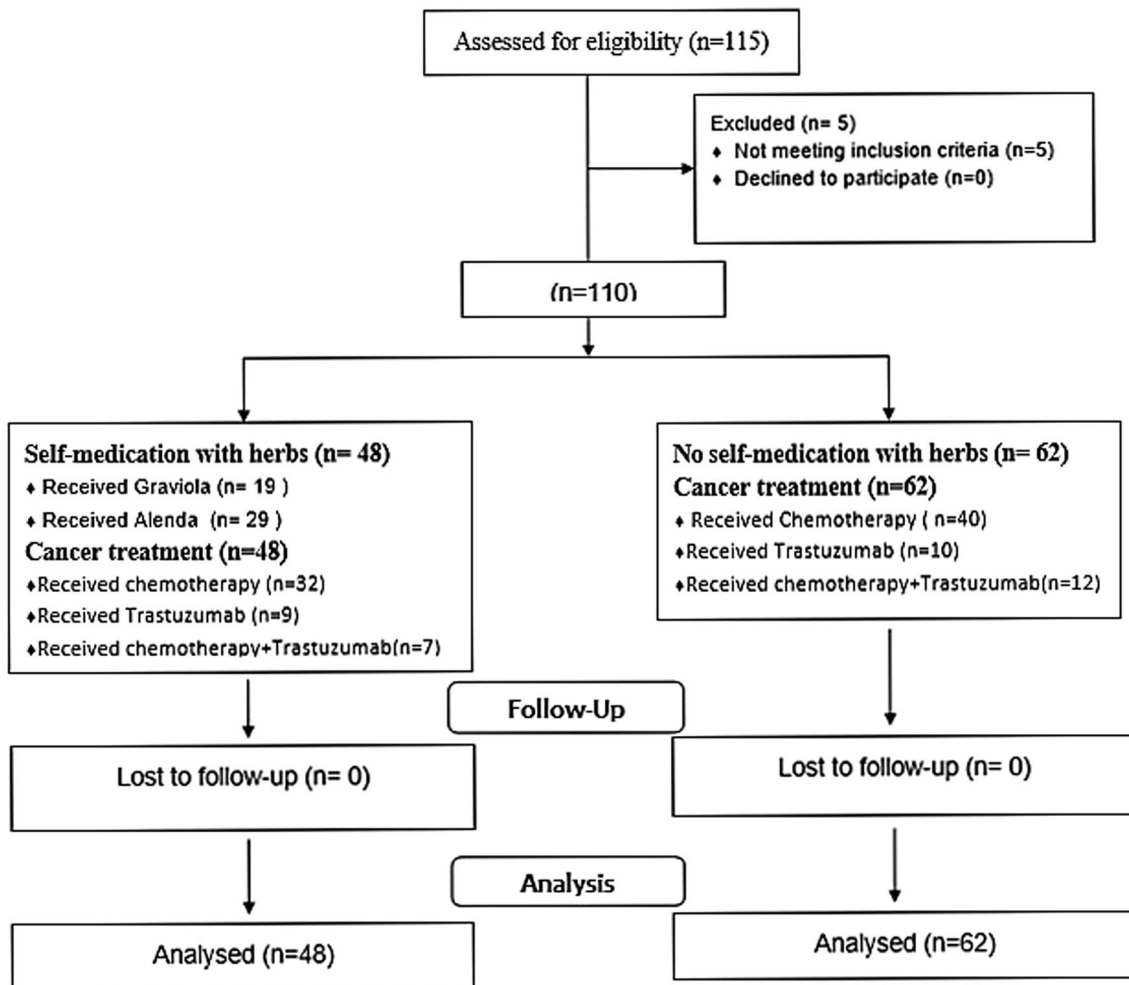 Assessed for eligibility (n=115)
Excluded (n= 5)
♦ Not meeting inclusion criteria (n=5)
♦ Declined to participate (n=0)
(n=110)
Self-medication with herbs (n= 48)
♦ Received Graviola (n= 19 )
♦ Received Alenda (n= 29 )
Cancer treatment (n=48)
♦Received chemotherapy (n=32)
♦Received Trastuzumab (n=9)
♦Received chemotherapy+Trastuzumab(n=7)
No self-medication with herbs (n= 62)
Cancer treatment (n=62)
♦ Received Chemotherapy ( n=40)
♦Received Trastuzumab (n=10)
♦Received chemotherapy+Trastuzumab(n=12)
Follow-Up
Lost to follow-up (n= 0)
Lost to follow-up (n= 0)
Analysis
Analysed (n=48)
Analysed (n=62)